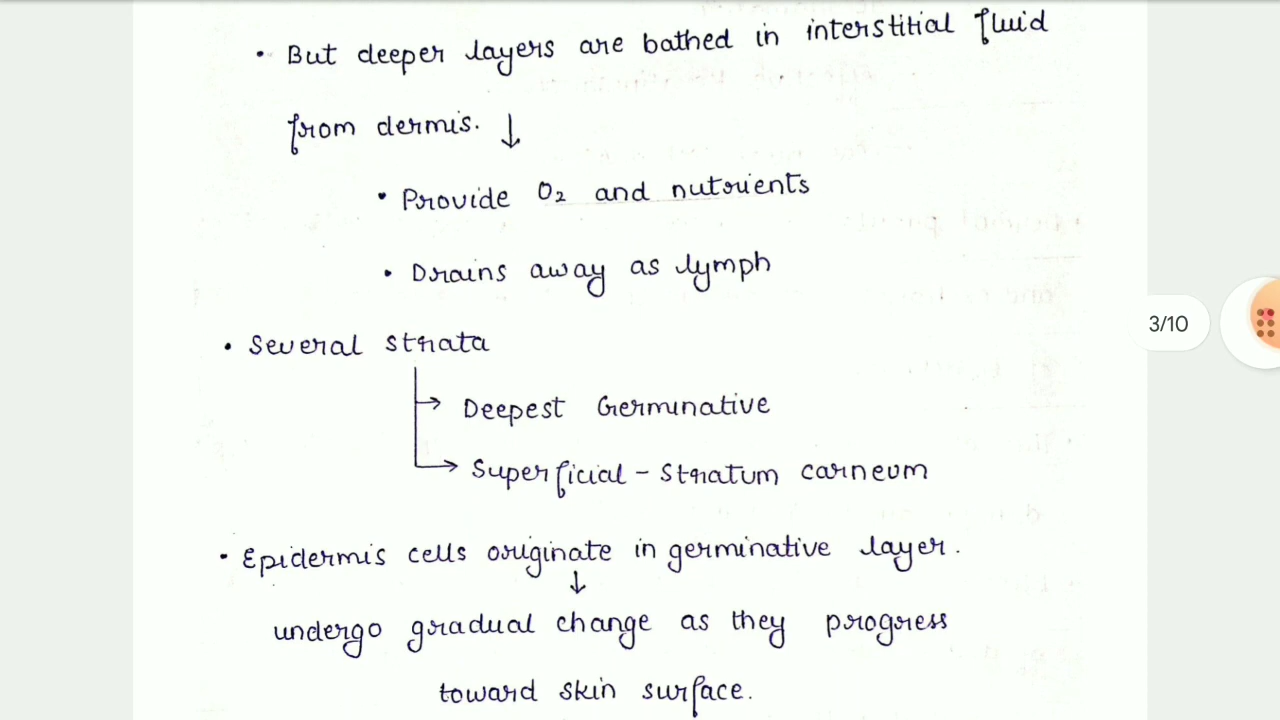 • But deeper layers are bathed in interstitial fluid
from dermis. ↓
• Provide O₂ and nutrients
• Drains away as lymph
• Several strata
→ Deepest Germinative
→ Superficial - Stratum carneum
• Epidermis cells originate in germinative layer.
↓
undergo gradual change as they progress
toward skin surface.
3/10